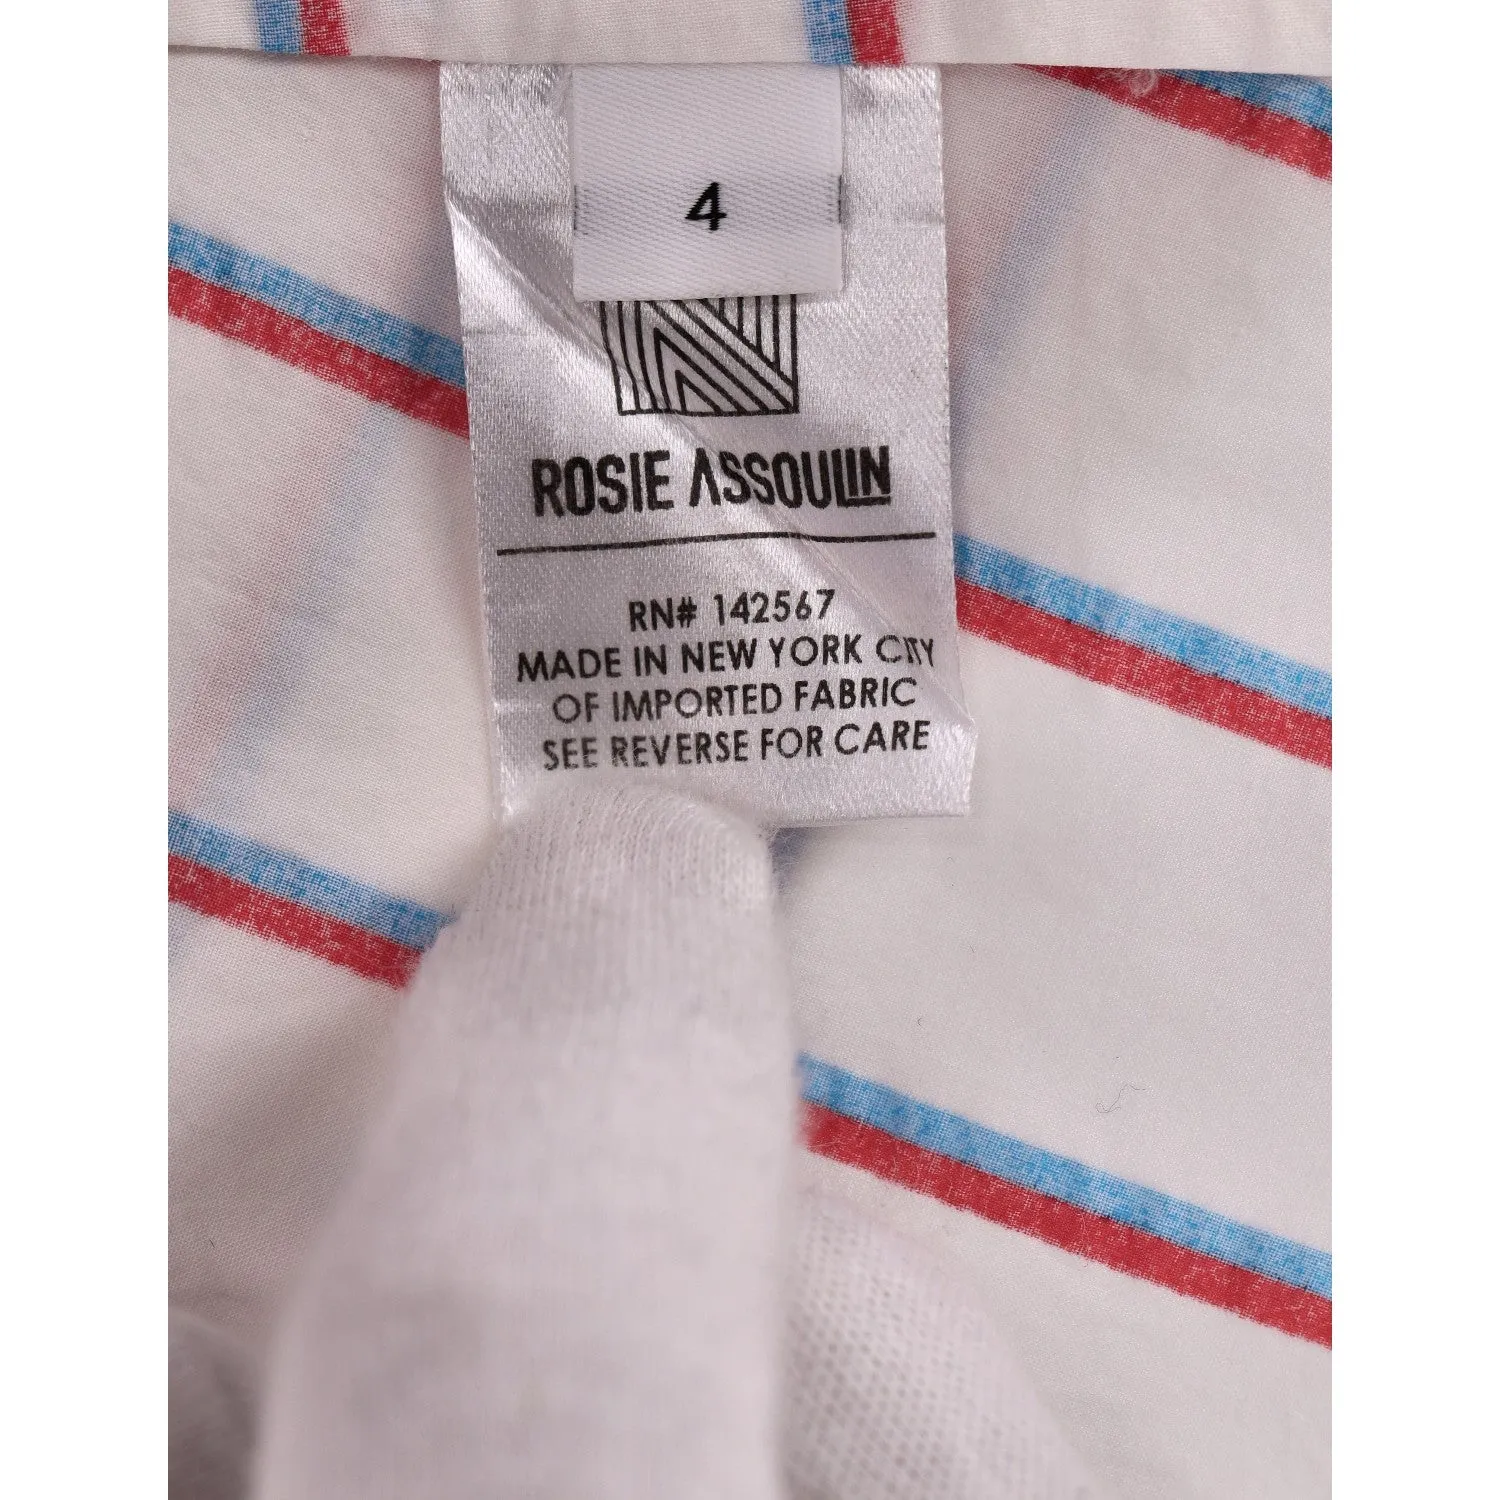 4
ROSIE ASSOULIN
RN# 142567
MADE IN NEW YORK CITY
OF IMPORTED FABRIC
SEE REVERSE FOR CARE